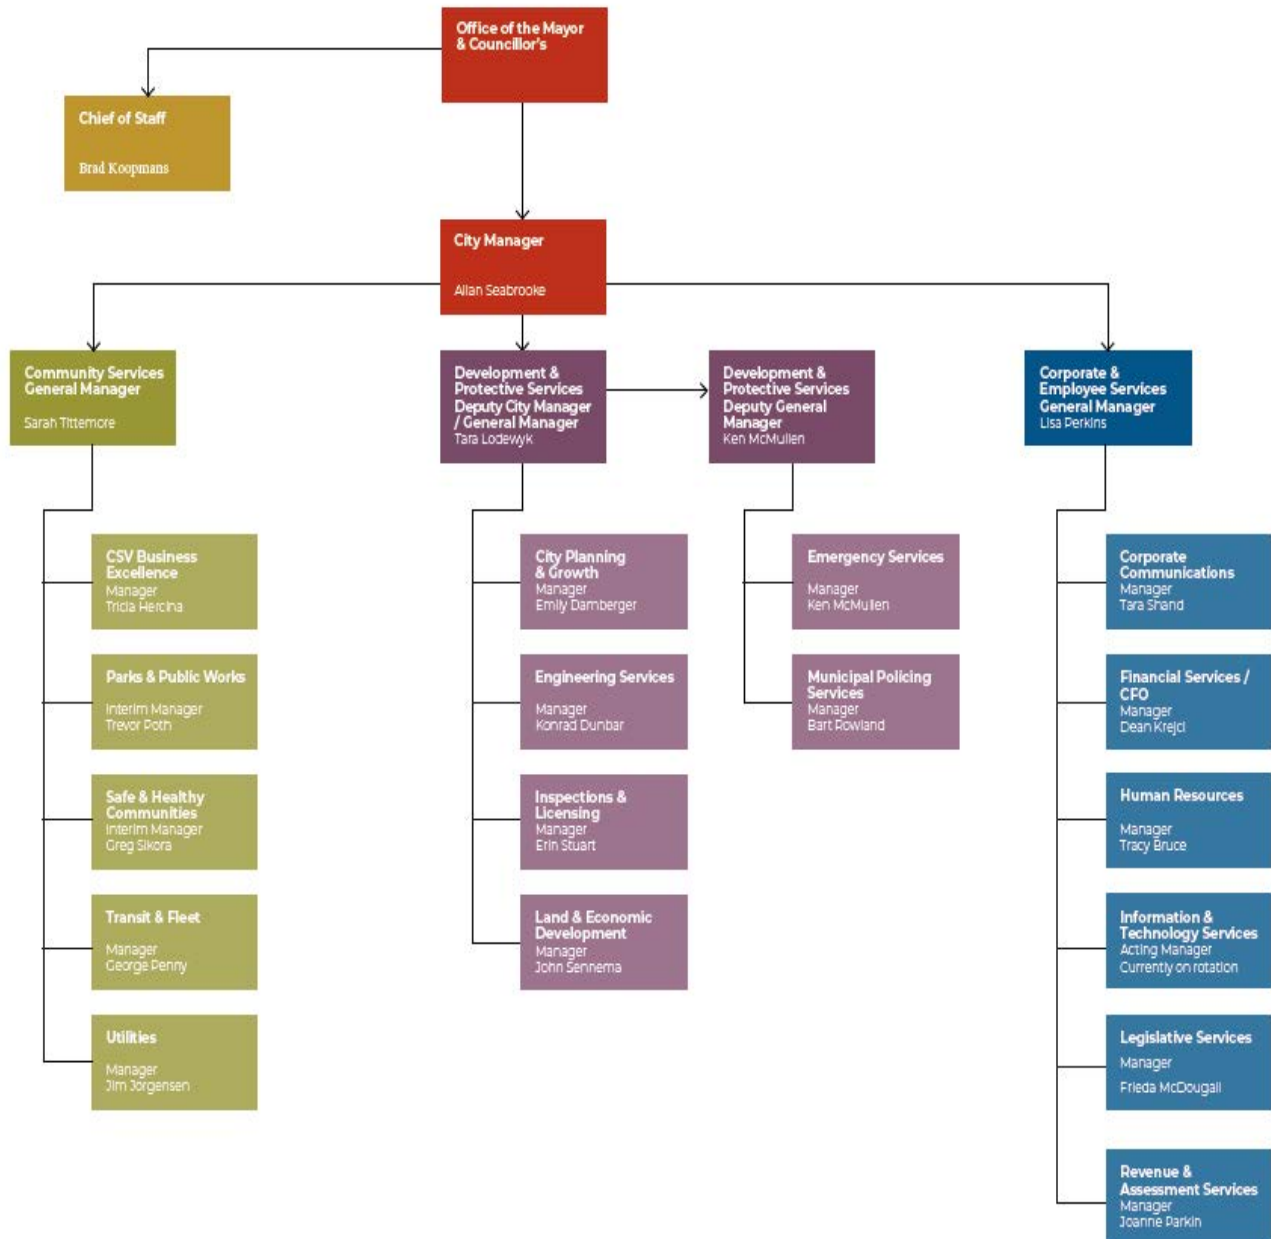 Office of the Mayor
& Councillor's
Chief of Staff
Brad Koopmans
City Manager
Allan Seabrooke
Community Services
General Manager
Sarah Tittemore
Development &
Protective Services
Deputy City Manager
/ General Manager
Tara Lodewyk
Development &
Protective Services
Deputy General
Manager
Ken McMullen
Corporate &
Employee Services
General Manager
Lisa Perkins
CSV Business
Excellence
Manager
Tricia Hercina
Parks & Public Works
Interim Manager
Trevor Poth
Safe & Healthy
Communities
Interim Manager
Greg Sikora
Transit & Fleet
Manager
George Penny
Utilities
Manager
Jim Jorgensen
City Planning
& Growth
Manager
Emily Damberger
Engineering Services
Manager
Konrad Dunbar
Inspections &
Licensing
Manager
Erin Stuart
Land & Economic
Development
Manager
John Sennema
Emergency Services
Manager
Ken McMullen
Municipal Policing
Services
Manager
Bart Rowland
Corporate
Communications
Manager
Tara Shand
Financial Services /
CFO
Manager
Dean Krejci
Human Resources
Manager
Tracy Bruce
Information &
Technology Services
Acting Manager
Currently on rotation
Legislative Services
Manager
Frieda McDougall
Revenue &
Assessment Services
Manager
Joanne Parkin